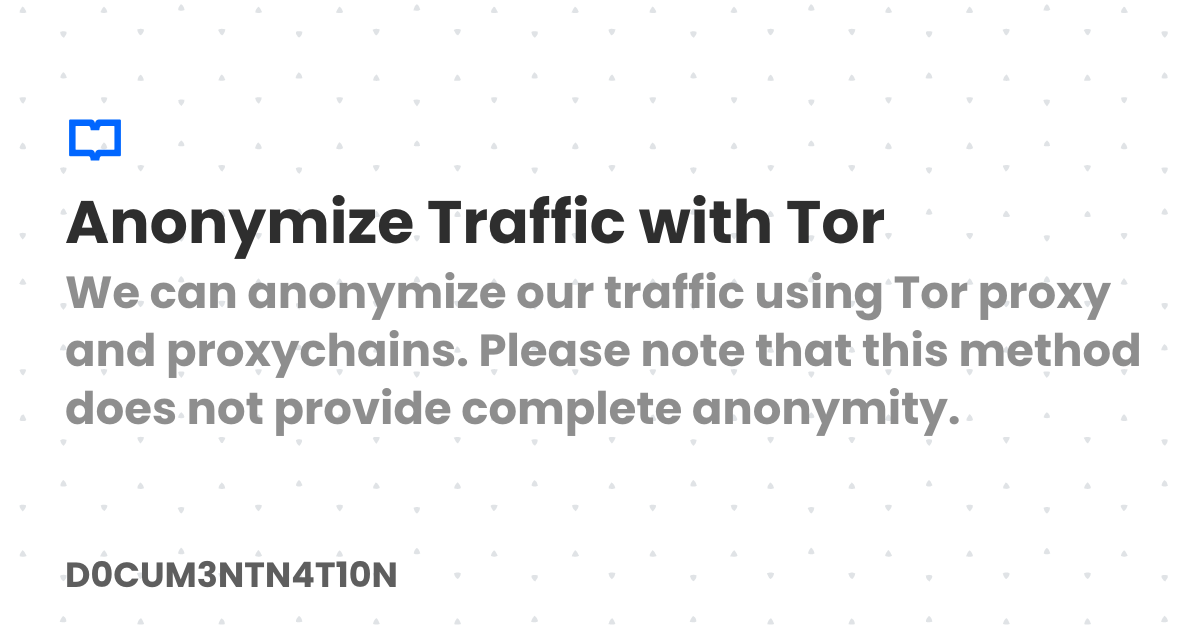 Anonymize Traffic with Tor
We can anonymize our traffic using Tor proxy
and proxychains. Please note that this method
does not provide complete anonymity.
D0CUM3NTN4T10N